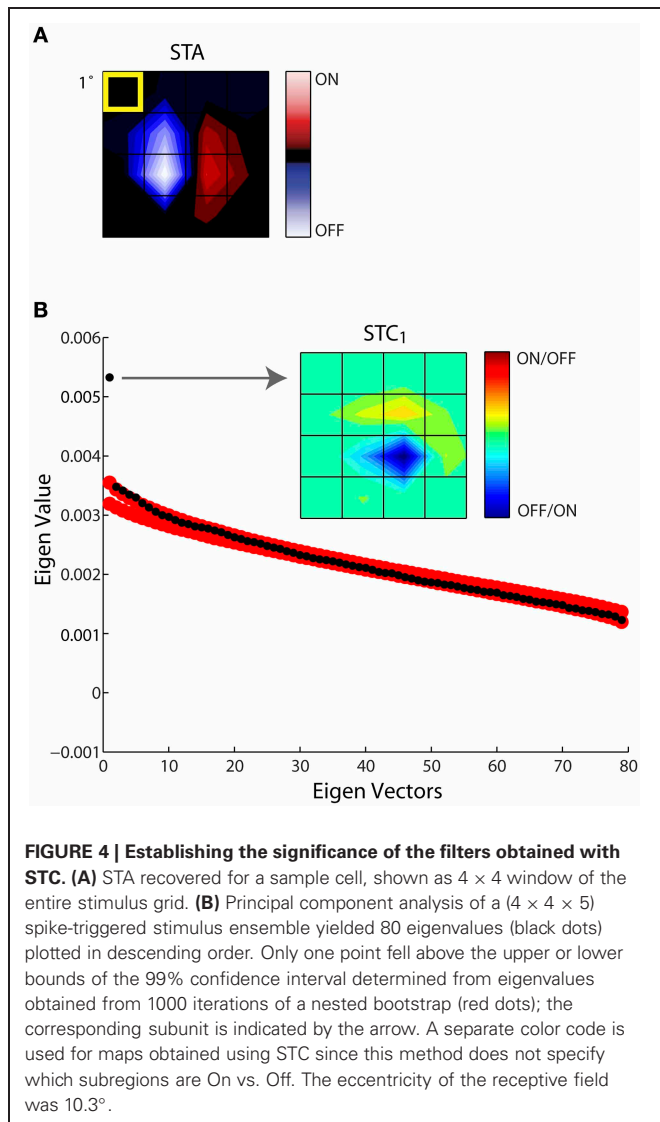 A
STA
1°
ON
OFF
B
0.006
0.005
0.004
0.003
0.002
0.001
0
−0.001
Eigen Value
STC₁
ON/OFF
OFF/ON
0 10 20 30 40 50 60 70 80
Eigen Vectors
FIGURE 4 | Establishing the significance of the filters obtained with
STC. (A) STA recovered for a sample cell, shown as 4 × 4 window of the
entire stimulus grid. (B) Principal component analysis of a (4 × 4 × 5)
spike-triggered stimulus ensemble yielded 80 eigenvalues (black dots)
plotted in descending order. Only one point fell above the upper or lower
bounds of the 99% confidence interval determined from eigenvalues
obtained from 1000 iterations of a nested bootstrap (red dots); the
corresponding subunit is indicated by the arrow. A separate color code is
used for maps obtained using STC since this method does not specify
which subregions are On vs. Off. The eccentricity of the receptive field
was 10.3°.